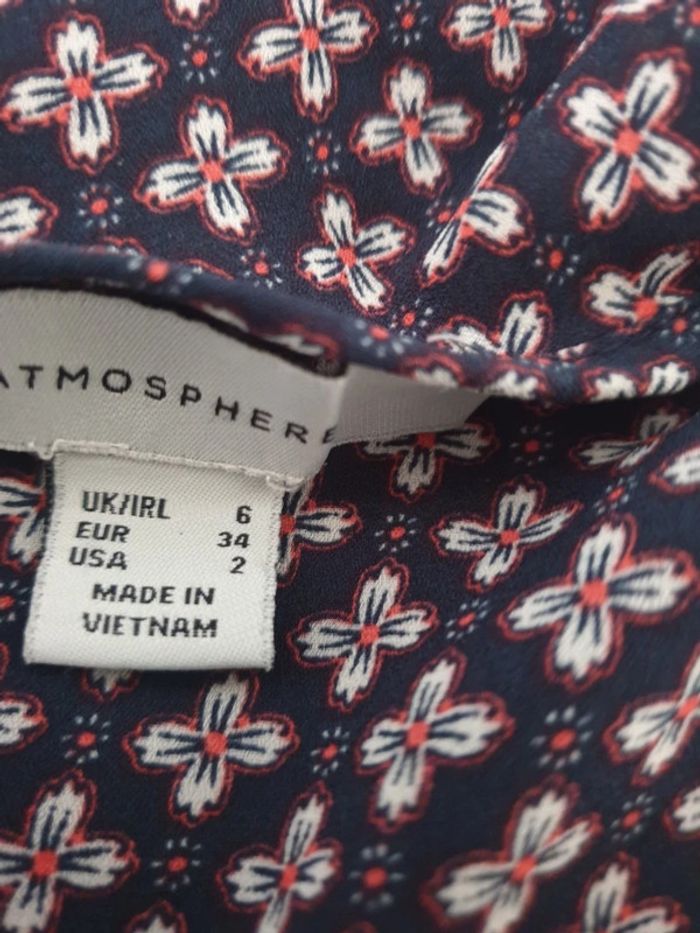 ATMOSPHERE
UK/IRL 6
EUR 34
USA 2
MADE IN
VIETNAM